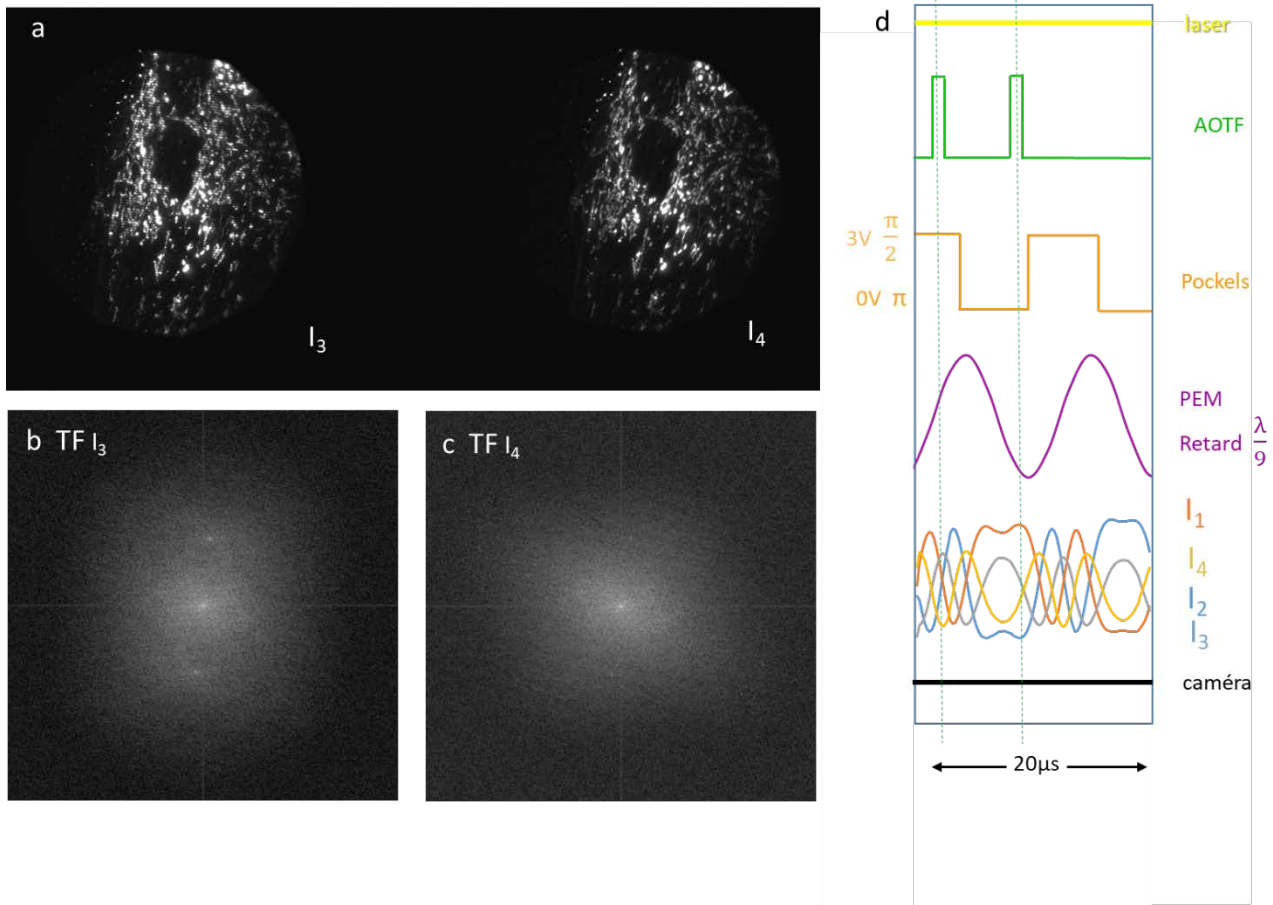 a
I3
I4
b TF I3
c TF I4
d
laser
AOTF
3V π/2
0V π
Pockels
PEM
Retard λ/9
I1
I4
I2
I3
caméra
20µs